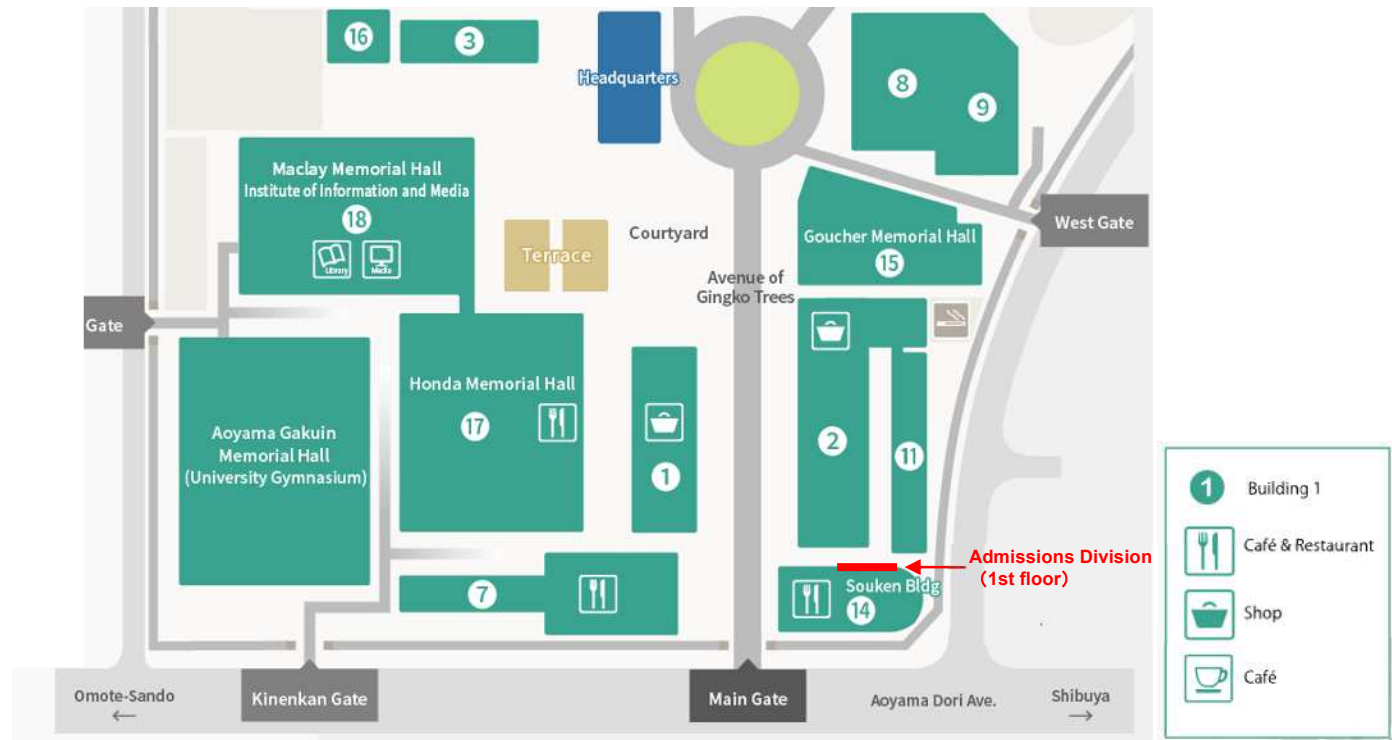 16
3
Headquarters
8
9
Maclay Memorial Hall
Institute of Information and Media
18
Library
Media
Terrace
Courtyard
Goucher Memorial Hall
15
West Gate
Avenue of
Gingko Trees
Gate
Honda Memorial Hall
17
1
2
11
Aoyama Gakuin
Memorial Hall
(University Gymnasium)
7
Admissions Division
(1st floor)
Souken Bldg
14
Omote-Sando
←
Kinenkan Gate
Main Gate
Aoyama Dori Ave.
Shibuya
→
1 Building 1
Café & Restaurant
Shop
Café